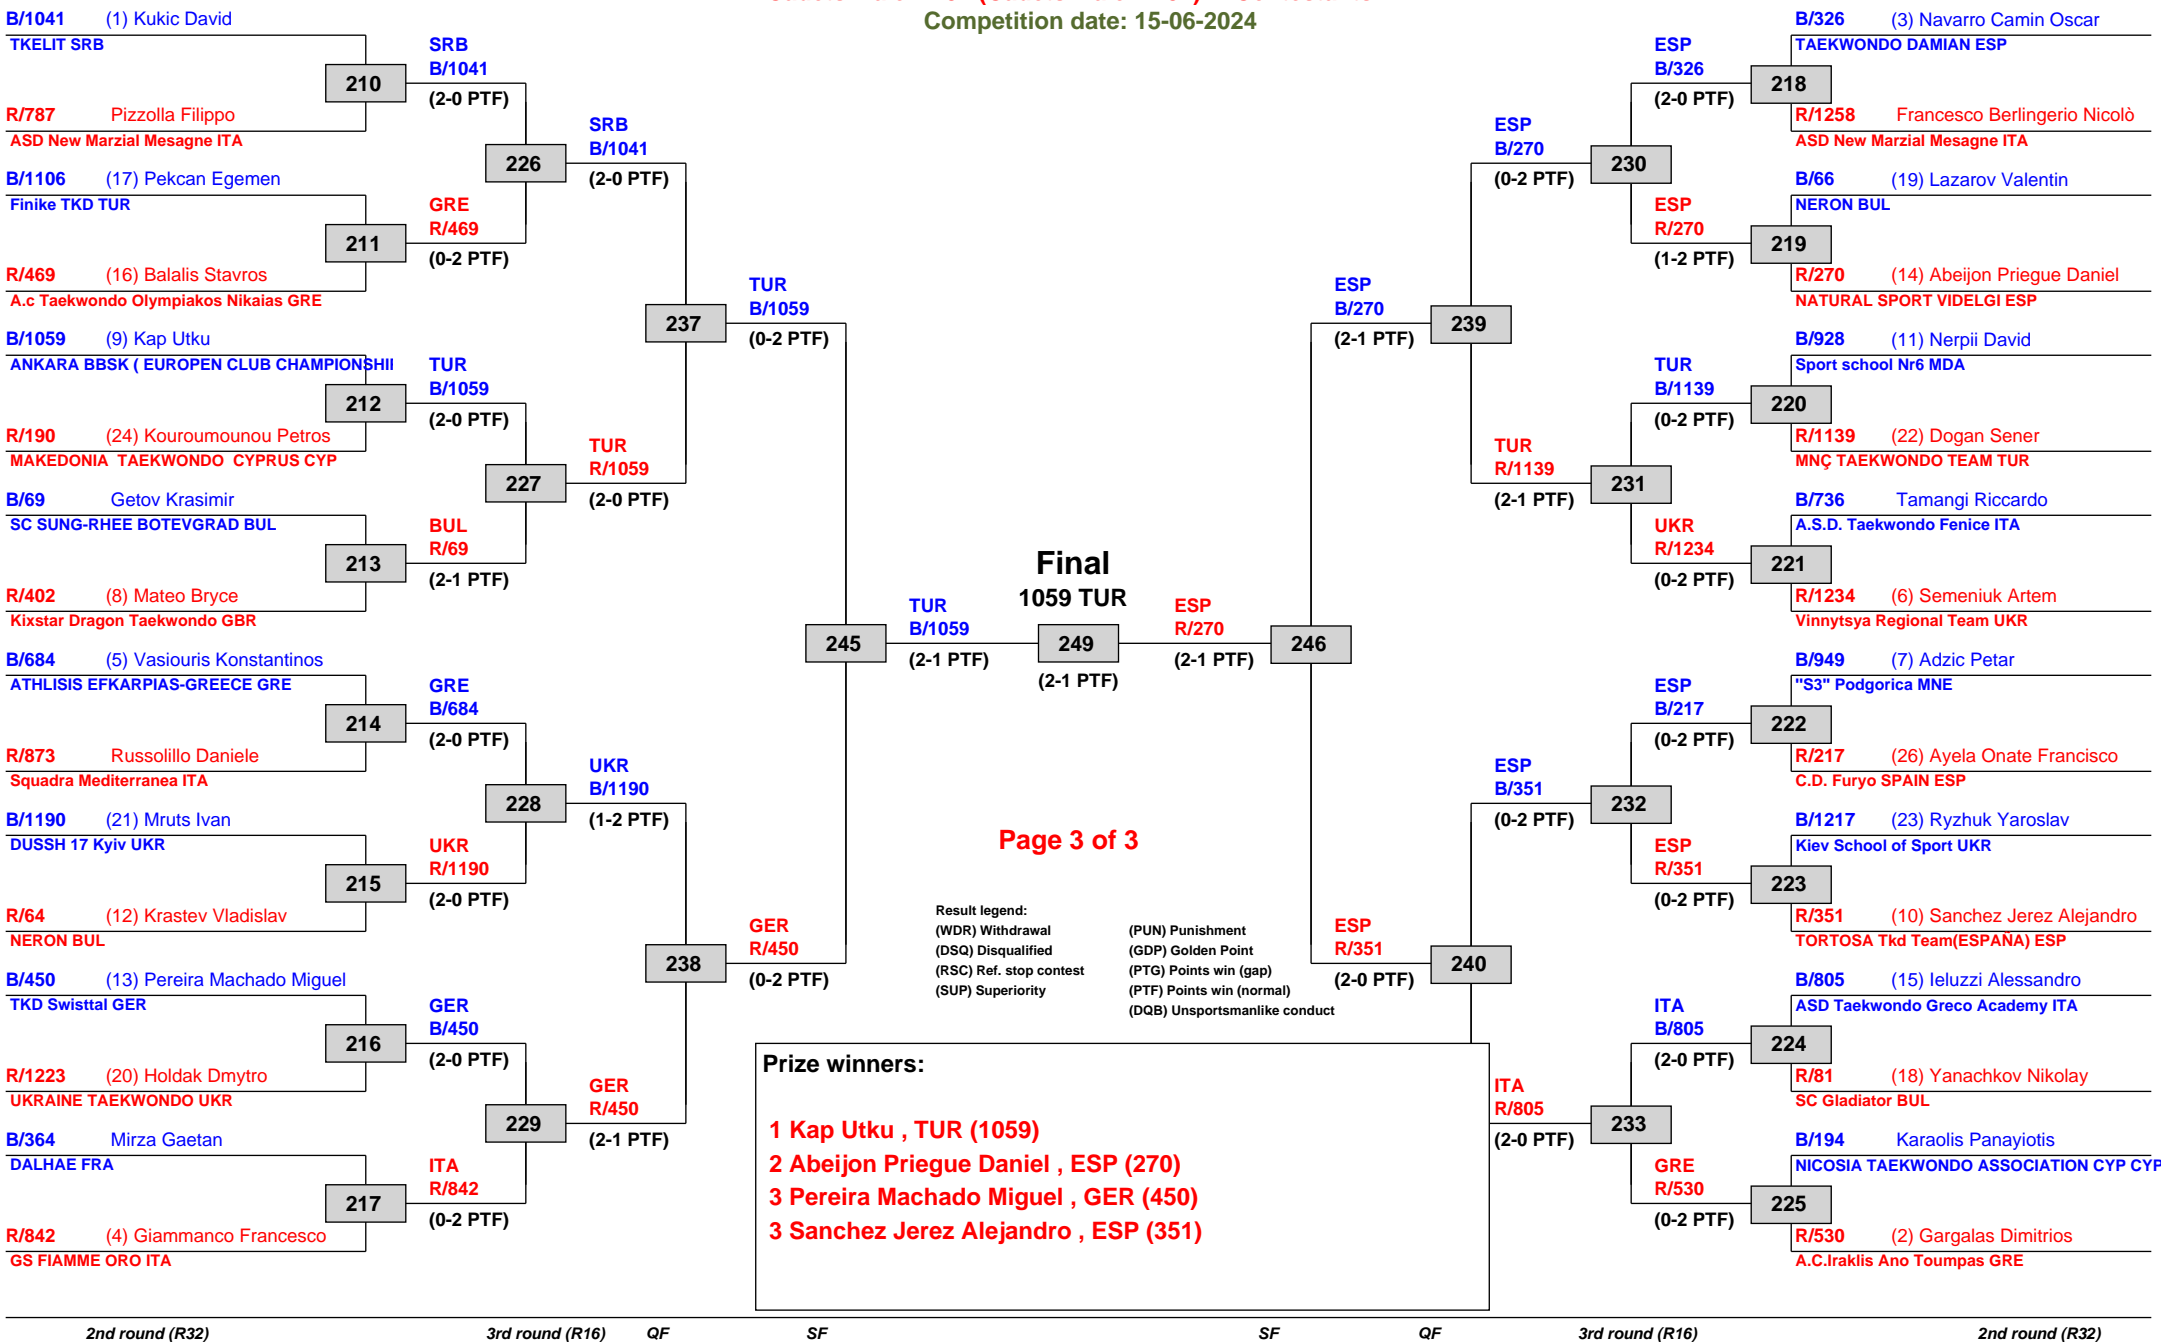 Competition date: 15-06-2024
B/1041 (1) Kukic David
TKELIT SRB
210
R/787 Pizzolla Filippo
ASD New Marzial Mesagne ITA
B/1106 (17) Pekcan Egemen
Finike TKD TUR
211
R/469 (16) Balalis Stavros
A.c Taekwondo Olympiakos Nikaias GRE
B/1059 (9) Kap Utku
ANKARA BBSK ( EUROPEN CLUB CHAMPIONSHII
212
R/190 (24) Kouroumounou Petros
MAKEDONIA TAEKWONDO CYPRUS CYP
B/69 Getov Krasimir
SC SUNG-RHEE BOTEVGRAD BUL
213
R/402 (8) Mateo Bryce
Kixstar Dragon Taekwondo GBR
B/684 (5) Vasiouris Konstantinos
ATHLISIS EFKARPIAS-GREECE GRE
214
R/873 Russolillo Daniele
Squadra Mediterranea ITA
B/1190 (21) Mruts Ivan
DUSSH 17 Kyiv UKR
215
R/64 (12) Krastev Vladislav
NERON BUL
B/450 (13) Pereira Machado Miguel
TKD Swisttal GER
216
R/1223 (20) Holdak Dmytro
UKRAINE TAEKWONDO UKR
B/364 Mirza Gaetan
DALHAE FRA
217
R/842 (4) Giammanco Francesco
GS FIAMME ORO ITA
SRB
B/1041
(2-0 PTF)
226
GRE
R/469
(0-2 PTF)
TUR
B/1059
(2-0 PTF)
227
BUL
R/69
(2-1 PTF)
GRE
B/684
(2-0 PTF)
228
UKR
R/1190
(2-0 PTF)
GER
B/450
(2-0 PTF)
229
ITA
R/842
(0-2 PTF)
SRB
B/1041
(2-0 PTF)
237
TUR
R/1059
(2-0 PTF)
UKR
B/1190
(1-2 PTF)
238
GER
R/450
(2-1 PTF)
TUR
B/1059
(0-2 PTF)
245
GER
R/450
(0-2 PTF)
TUR
B/1059
(2-1 PTF)
Final
1059 TUR
249
(2-1 PTF)
ESP
R/270
(2-1 PTF)
246
ESP
B/270
(2-1 PTF)
239
ESP
R/351
(2-0 PTF)
240
ESP
B/270
(0-2 PTF)
230
TUR
R/1139
(2-1 PTF)
231
ESP
B/351
(0-2 PTF)
232
ITA
R/805
(2-0 PTF)
233
ESP
B/326
(2-0 PTF)
218
ESP
R/270
(1-2 PTF)
219
TUR
B/1139
(0-2 PTF)
220
UKR
R/1234
(0-2 PTF)
221
ESP
B/217
(0-2 PTF)
222
ESP
R/351
(0-2 PTF)
223
ITA
B/805
(2-0 PTF)
224
GRE
R/530
(0-2 PTF)
225
B/326 (3) Navarro Camin Oscar
TAEKWONDO DAMIAN ESP
R/1258 Francesco Berlingerio Nicolò
ASD New Marzial Mesagne ITA
B/66 (19) Lazarov Valentin
NERON BUL
R/270 (14) Abeijon Priegue Daniel
NATURAL SPORT VIDELGI ESP
B/928 (11) Nerpii David
Sport school Nr6 MDA
R/1139 (22) Dogan Sener
MNÇ TAEKWONDO TEAM TUR
B/736 Tamangi Riccardo
A.S.D. Taekwondo Fenice ITA
R/1234 (6) Semeniuk Artem
Vinnytsya Regional Team UKR
B/949 (7) Adzic Petar
"S3" Podgorica MNE
R/217 (26) Ayela Onate Francisco
C.D. Furyo SPAIN ESP
B/1217 (23) Ryzhuk Yaroslav
Kiev School of Sport UKR
R/351 (10) Sanchez Jerez Alejandro
TORTOSA Tkd Team(ESPAÑA) ESP
B/805 (15) Ieluzzi Alessandro
ASD Taekwondo Greco Academy ITA
R/81 (18) Yanachkov Nikolay
SC Gladiator BUL
B/194 Karaolis Panayiotis
NICOSIA TAEKWONDO ASSOCIATION CYP CYP
R/530 (2) Gargalas Dimitrios
A.C.Iraklis Ano Toumpas GRE
Page 3 of 3
Result legend:
(WDR) Withdrawal (PUN) Punishment
(DSQ) Disqualified (GDP) Golden Point
(RSC) Ref. stop contest (PTG) Points win (gap)
(SUP) Superiority (PTF) Points win (normal)
(DQB) Unsportsmanlike conduct
Prize winners:
1 Kap Utku , TUR (1059)
2 Abeijon Priegue Daniel , ESP (270)
3 Pereira Machado Miguel , GER (450)
3 Sanchez Jerez Alejandro , ESP (351)
2nd round (R32) 3rd round (R16) QF SF SF QF 3rd round (R16) 2nd round (R32)